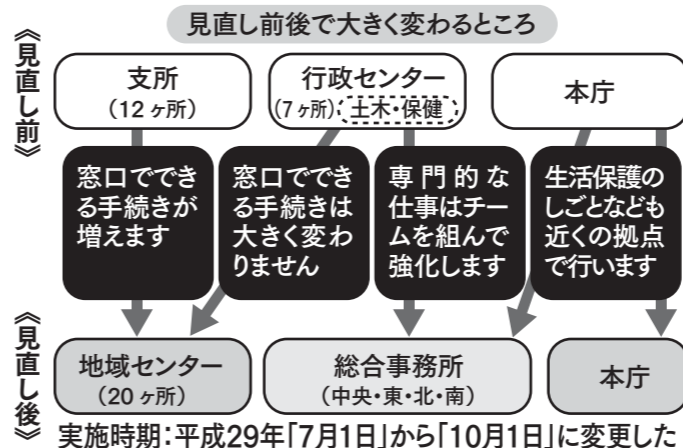 見直し前後で大きく変わるところ
《見直し前》
支所
(12ヶ所)
行政センター
(7ヶ所)土木・保健
本庁
窓口ででき
る手続きが
増えます
窓口ででき
る手続きは
大きく変わ
りません
専門的な
仕事はチー
ムを組んで
強化します
生活保護の
しごとなども
近くの拠点
で行います
《見直し後》
地域センター
(20ヶ所)
総合事務所
(中央・東・北・南)
本庁
実施時期:平成29年「7月1日」から「10月1日」に変更した